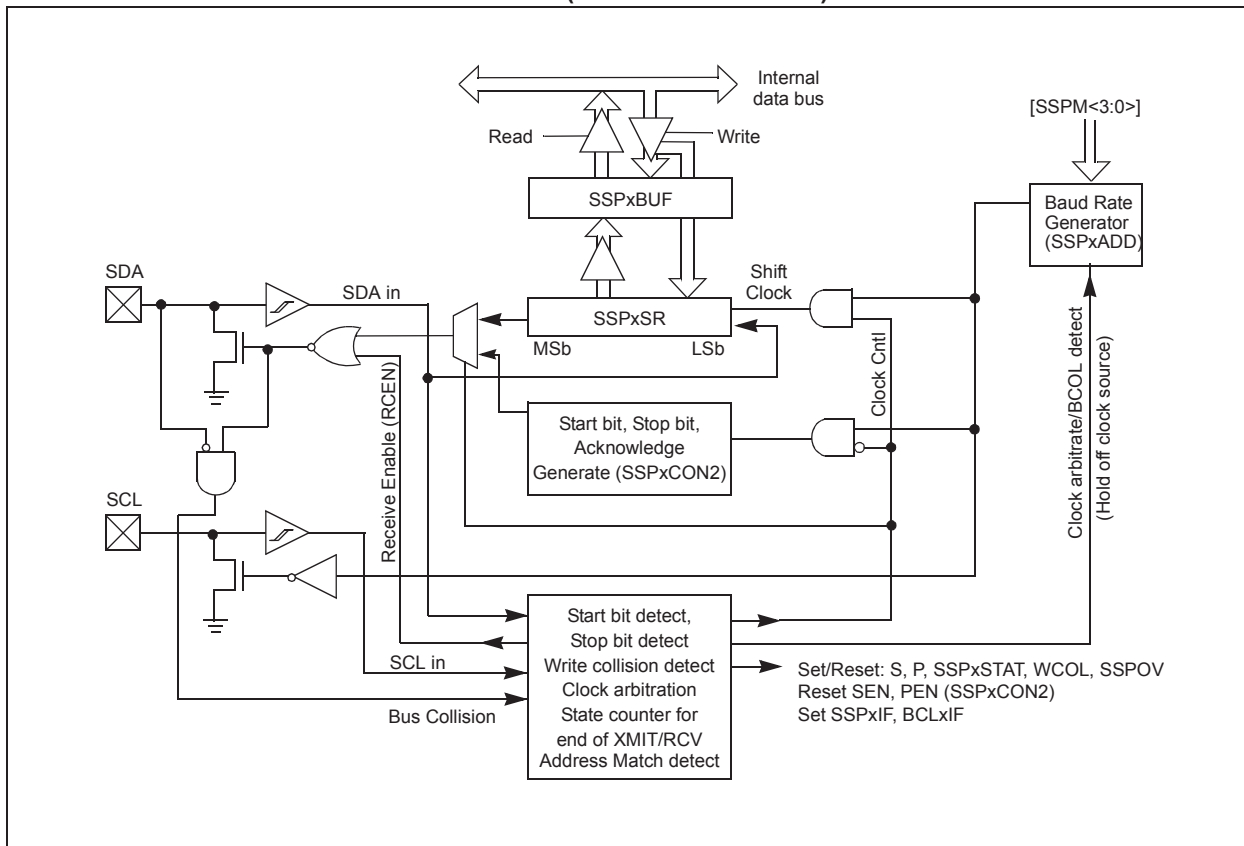 Internal
data bus
[SSPM<3:0>]
Read
Write
SSPxBUF
Baud Rate
Generator
(SSPxADD)
SDA
Shift
Clock
SDA in
SSPxSR
MSb
LSb
Receive Enable (RCEN)
Clock Cntl
Clock arbitrate/BCOL detect
(Hold off clock source)
Start bit, Stop bit,
Acknowledge
Generate (SSPxCON2)
SCL
Start bit detect,
Stop bit detect
Write collision detect
Clock arbitration
State counter for
end of XMIT/RCV
Address Match detect
SCL in
Bus Collision
Set/Reset: S, P, SSPxSTAT, WCOL, SSPOV
Reset SEN, PEN (SSPxCON2)
Set SSPxIF, BCLxIF